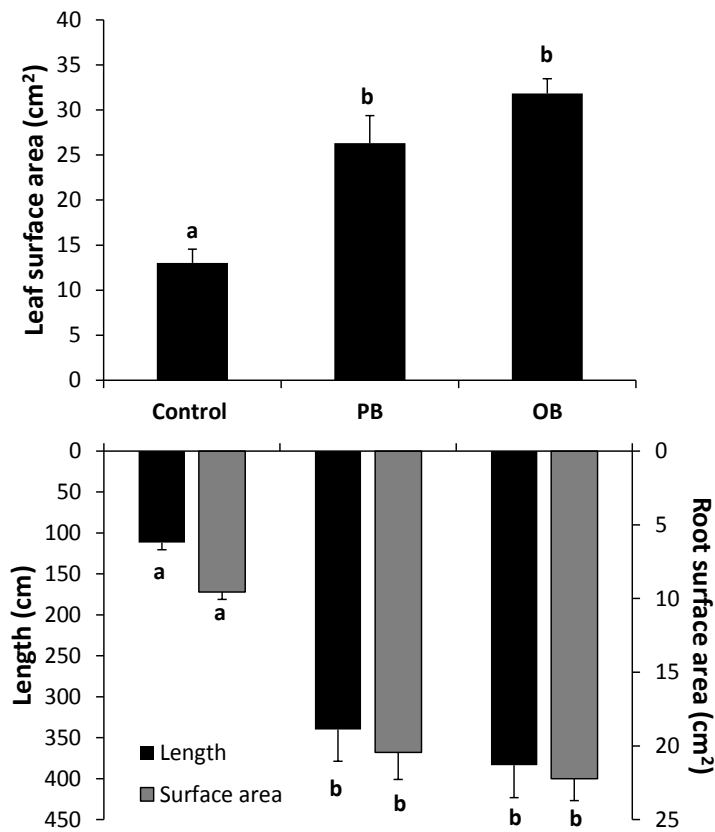 Leaf surface area (cm²)
40
35
30
25
20
15
10
5
0
a
b
b
Control PB OB
Length (cm)
0
50
100
150
200
250
300
350
400
450
a
a
b
b
b
b
Length
Surface area
0
5
10
15
20
25
Root surface area (cm²)